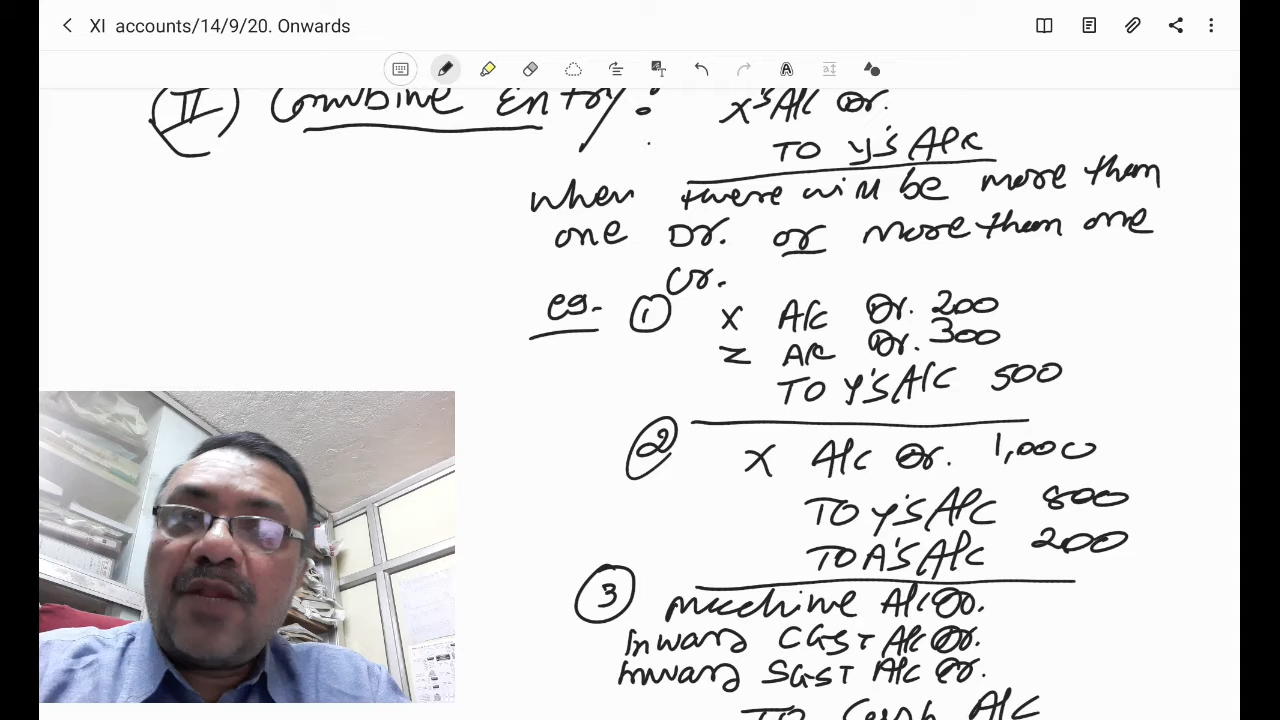 XI accounts/14/9/20. Onwards
(II) Combine Entry: X's A/c Dr.
To Y's A/c
when there will be more than
one Dr. or more than one
Cr.
eg. ① X A/c Dr. 200
Z A/c Dr. 300
To Y's A/c 500
② X A/c Dr. 1,000
To Y's A/c 800
To A's A/c 200
③ Machine A/c Dr.
Inward CGST A/c Dr.
Inward SGST A/c Dr.
To Cash A/c